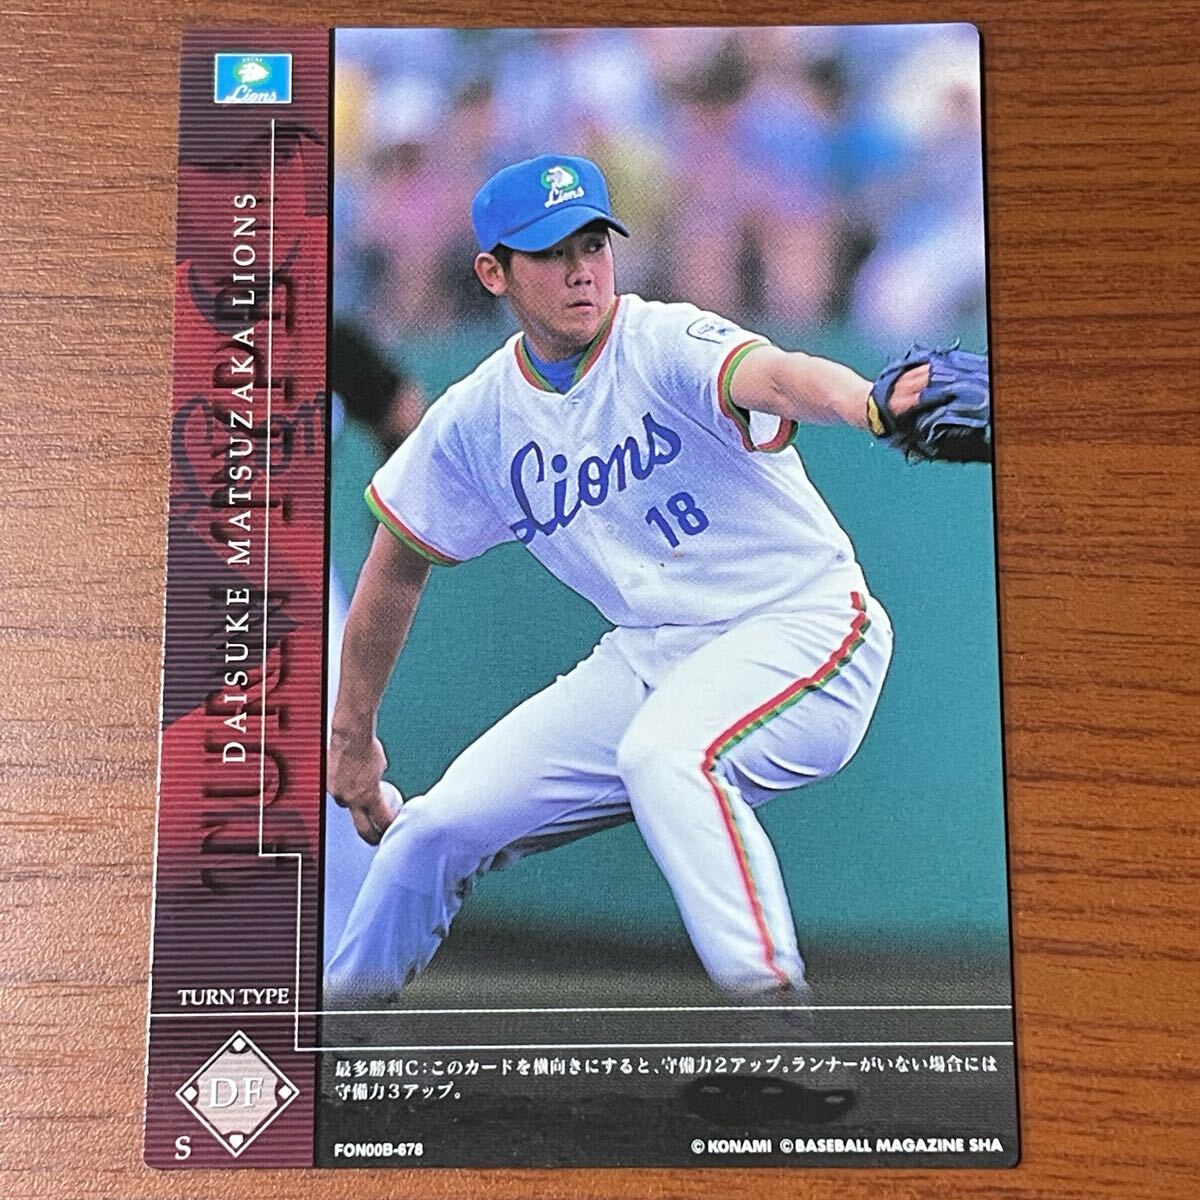 Lions
DAISUKE MATSUZAKA LIONS
Lions
Lions
18
TURN TYPE
DF
S
最多勝利C:このカードを横向きにすると、守備力2アップ。ランナーがいない場合には
守備力3アップ。
FON00B-678
©KONAMI ©BASEBALL MAGAZINE SHA